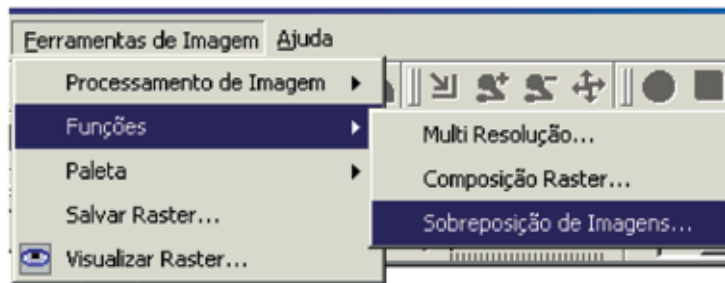 Ferramentas de Imagem Ajuda
Processamento de Imagem
Funções
Paleta
Salvar Raster...
Visualizar Raster...
Multi Resolução...
Composição Raster...
Sobreposição de Imagens...